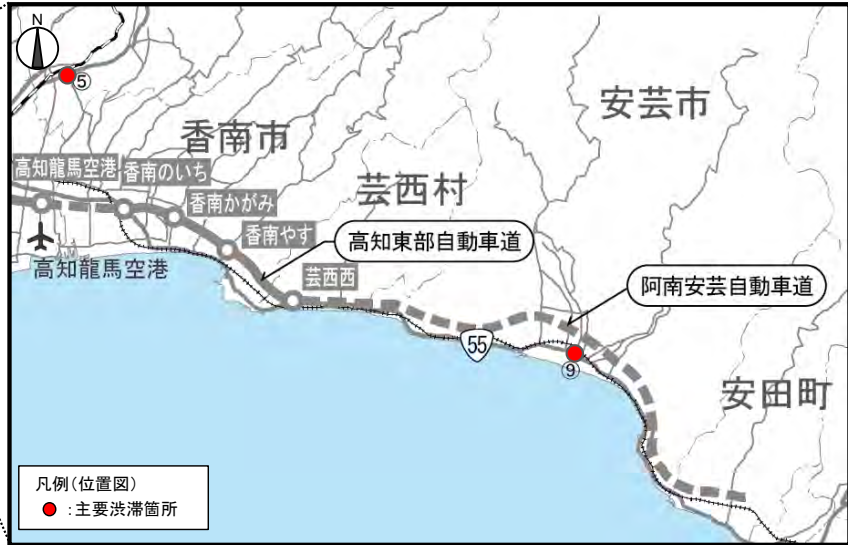 N
⑤
安芸市
香南市
高知龍馬空港
香南のいち
芸西村
香南かがみ
香南やす
高知東部自動車道
高知龍馬空港
芸西西
阿南安芸自動車道
55
⑨
安田町
凡例(位置図)
:主要渋滞箇所